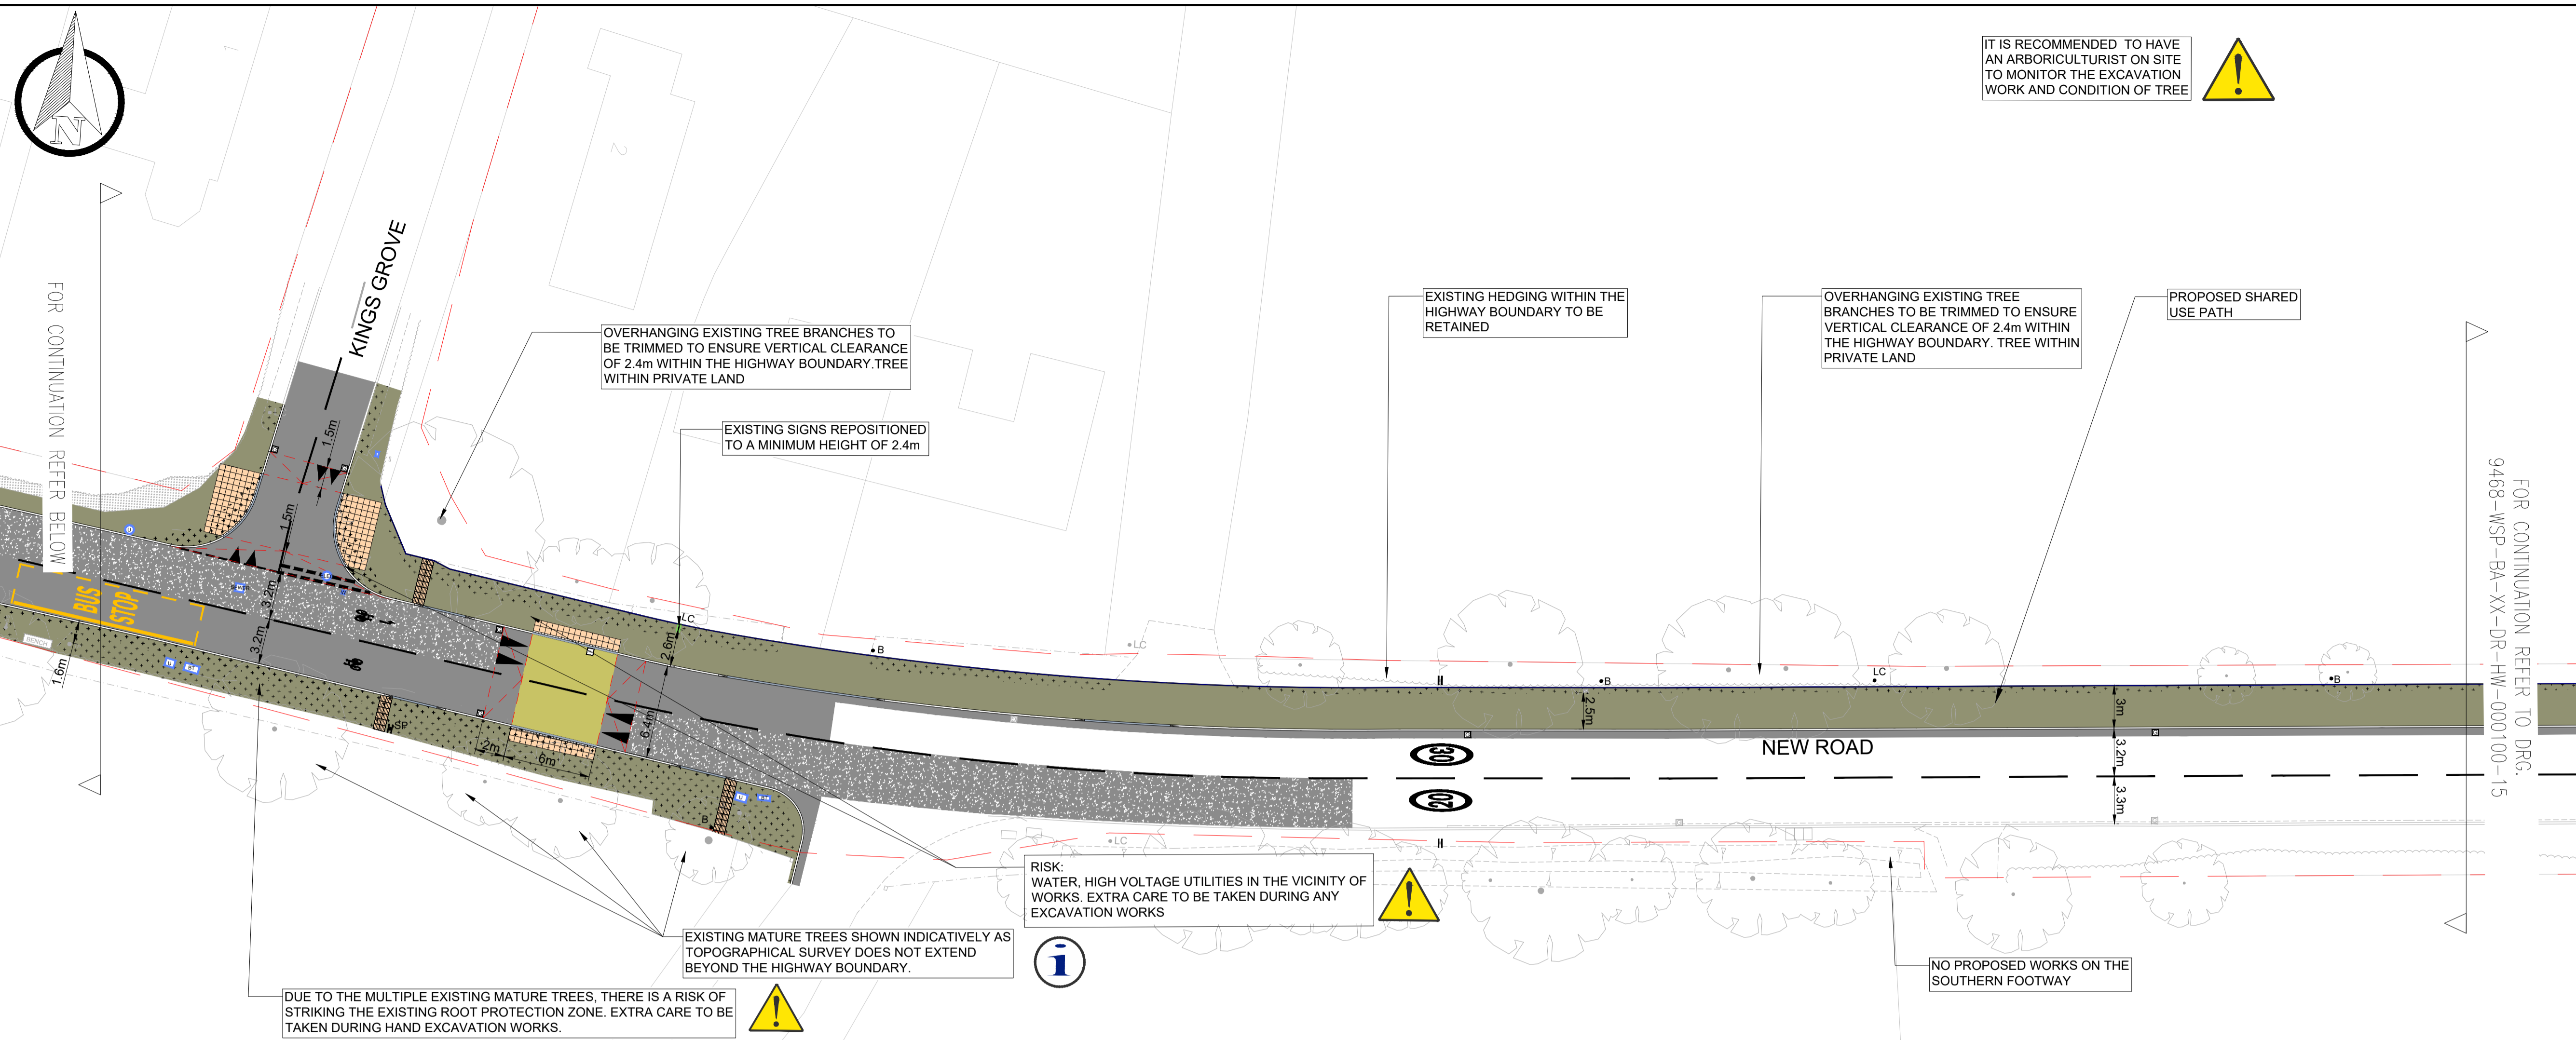 IT IS RECOMMENDED TO HAVE
AN ARBORICULTURIST ON SITE
TO MONITOR THE EXCAVATION
WORK AND CONDITION OF TREE
N
1
2
KINGS GROVE
FOR CONTINUATION REFER BELOW
OVERHANGING EXISTING TREE BRANCHES TO
BE TRIMMED TO ENSURE VERTICAL CLEARANCE
OF 2.4m WITHIN THE HIGHWAY BOUNDARY.TREE
WITHIN PRIVATE LAND
EXISTING SIGNS REPOSITIONED
TO A MINIMUM HEIGHT OF 2.4m
EXISTING HEDGING WITHIN THE
HIGHWAY BOUNDARY TO BE
RETAINED
OVERHANGING EXISTING TREE
BRANCHES TO BE TRIMMED TO ENSURE
VERTICAL CLEARANCE OF 2.4m WITHIN
THE HIGHWAY BOUNDARY. TREE WITHIN
PRIVATE LAND
PROPOSED SHARED
USE PATH
FOR CONTINUATION REFER TO DRG.
9468-WSP-BA-XX-DR-HW-000100-15
1.5m
1.5m
U
3.2m
3.2m
BUS
STOP
BENCH
1.6m
U
BT
W
SP
2m
6m
6.4m
2.6m
LC
B
LC
B
LC
B
2.5m
3m
3.2m
3.3m
30
20
NEW ROAD
B
LC
RISK:
WATER, HIGH VOLTAGE UTILITIES IN THE VICINITY OF
WORKS. EXTRA CARE TO BE TAKEN DURING ANY
EXCAVATION WORKS
EXISTING MATURE TREES SHOWN INDICATIVELY AS
TOPOGRAPHICAL SURVEY DOES NOT EXTEND
BEYOND THE HIGHWAY BOUNDARY.
i
NO PROPOSED WORKS ON THE
SOUTHERN FOOTWAY
DUE TO THE MULTIPLE EXISTING MATURE TREES, THERE IS A RISK OF
STRIKING THE EXISTING ROOT PROTECTION ZONE. EXTRA CARE TO BE
TAKEN DURING HAND EXCAVATION WORKS.